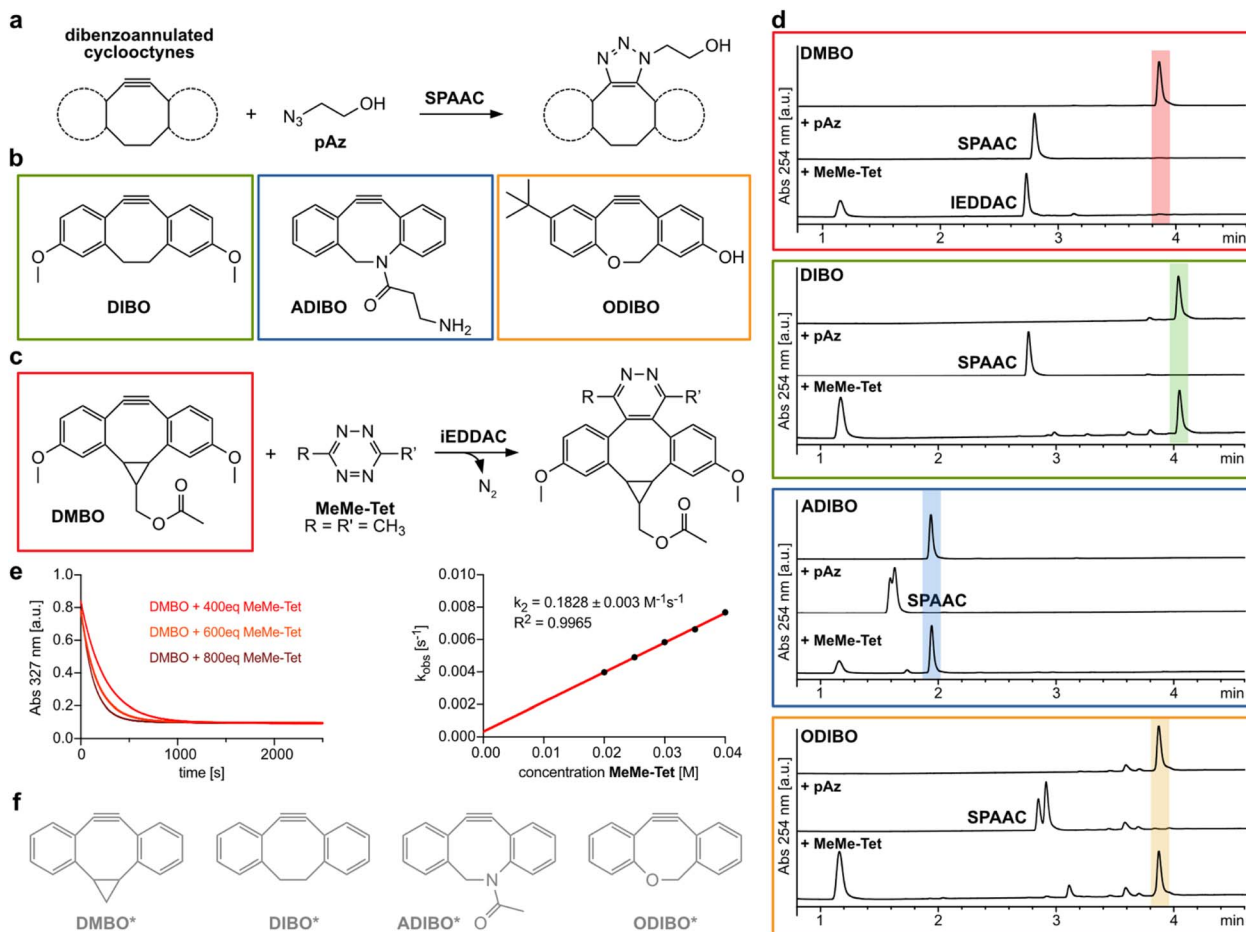 a
dibenzoannulated
cyclooctynes
+
N₃
OH
pAz
SPAAC
N
N
N
OH
b
O
O
DIBO
N
O
NH₂
ADIBO
O
OH
ODIBO
c
O
O
O
O
DMBO
+
R
N
N
N
N
R'
MeMe-Tet
R = R' = CH₃
iEDDAC
N₂
N
N
R
R'
O
O
O
O
d
DMBO
+ pAz
SPAAC
+ MeMe-Tet
IEDDAC
Abs 254 nm [a.u.]
1 2 3 4 min
DIBO
+ pAz
SPAAC
+ MeMe-Tet
Abs 254 nm [a.u.]
1 2 3 4 min
ADIBO
+ pAz
SPAAC
+ MeMe-Tet
Abs 254 nm [a.u.]
1 2 3 4 min
ODIBO
+ pAz
SPAAC
+ MeMe-Tet
Abs 254 nm [a.u.]
1 2 3 4 min
e
Abs 327 nm [a.u.]
1.0
0.8
0.6
0.4
0.2
0.0
DMBO + 400eq MeMe-Tet
DMBO + 600eq MeMe-Tet
DMBO + 800eq MeMe-Tet
0 1000 2000
time [s]
kobs [s⁻¹]
0.010
0.008
0.006
0.004
0.002
0.000
k₂ = 0.1828 ± 0.003 M⁻¹s⁻¹
R² = 0.9965
0.00 0.01 0.02 0.03 0.04
concentration MeMe-Tet [M]
f
DMBO*
DIBO*
N
O
ADIBO*
O
ODIBO*